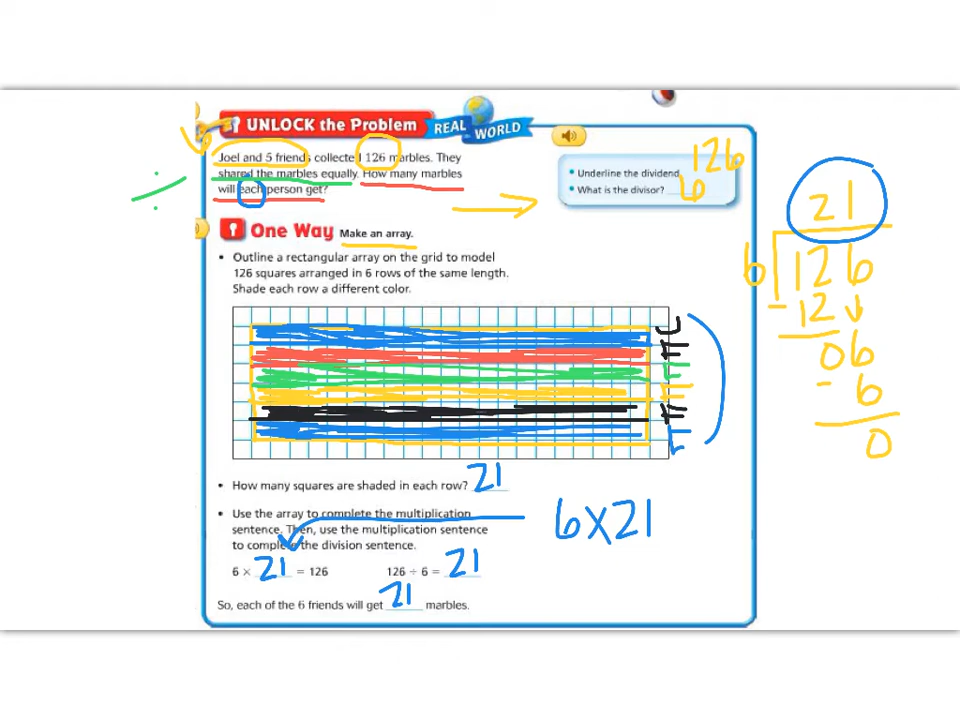 UNLOCK the Problem REAL WORLD
6
Joel and 5 friends collected 126 marbles. They
shared the marbles equally. How many marbles
will each person get?
÷
Underline the dividend. 126
What is the divisor? 6
One Way Make an array.
• Outline a rectangular array on the grid to model
126 squares arranged in 6 rows of the same length.
Shade each row a different color.
• How many squares are shaded in each row? 21
• Use the array to complete the multiplication
sentence. Then, use the multiplication sentence
to complete the division sentence.
6 × 21 = 126 126 ÷ 6 = 21
So, each of the 6 friends will get 21 marbles.
6x21
21
6 126
- 12
06
- 6
0